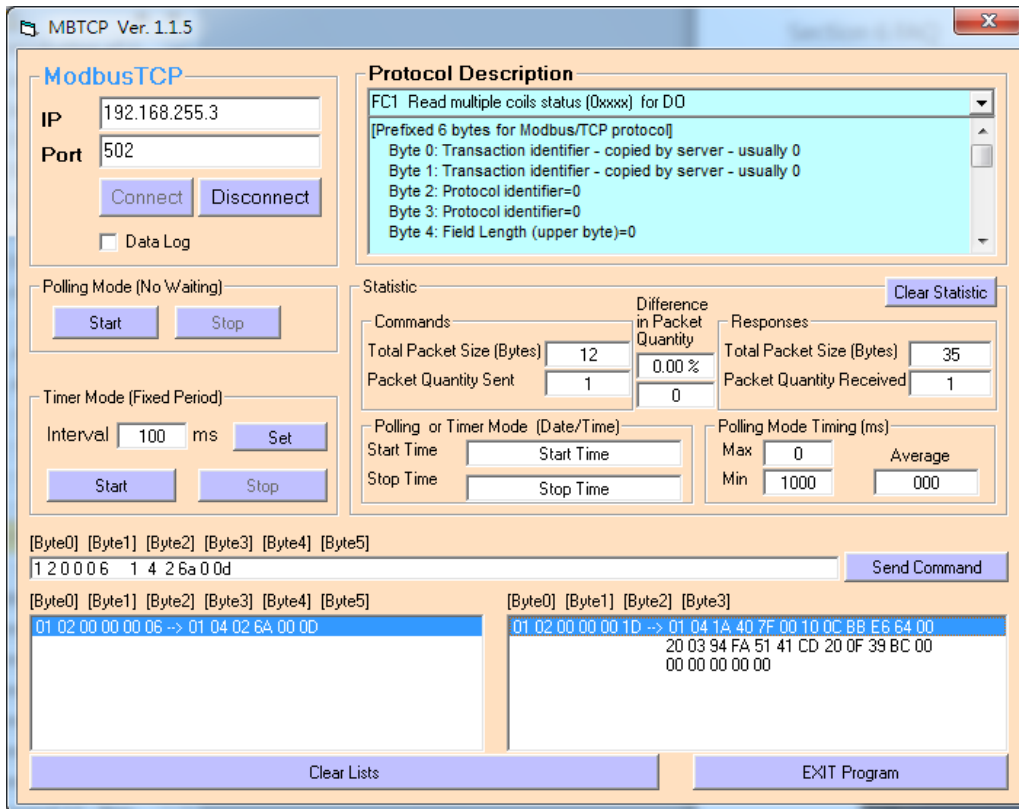 MBTCP Ver. 1.1.5
ModbusTCP
IP 192.168.255.3
Port 502
Connect Disconnect
Data Log
Protocol Description
FC1 Read multiple coils status (0xxxx) for DO
[Prefixed 6 bytes for Modbus/TCP protocol]
Byte 0: Transaction identifier - copied by server - usually 0
Byte 1: Transaction identifier - copied by server - usually 0
Byte 2: Protocol identifier=0
Byte 3: Protocol identifier=0
Byte 4: Field Length (upper byte)=0
Polling Mode (No Waiting)
Start Stop
Timer Mode (Fixed Period)
Interval 100 ms Set
Start Stop
Statistic
Clear Statistic
Commands
Total Packet Size (Bytes) 12
Packet Quantity Sent 1
Difference
in Packet
Quantity
0.00 %
0
Responses
Total Packet Size (Bytes) 35
Packet Quantity Received 1
Polling or Timer Mode (Date/Time)
Start Time Start Time
Stop Time Stop Time
Polling Mode Timing (ms)
Max 0
Min 1000
Average
000
[Byte0] [Byte1] [Byte2] [Byte3] [Byte4] [Byte5]
1 2 0 0 0 6 1 4 2 6a 0 0d
Send Command
[Byte0] [Byte1] [Byte2] [Byte3] [Byte4] [Byte5]
01 02 00 00 00 06 --> 01 04 02 6A 00 0D
[Byte0] [Byte1] [Byte2] [Byte3]
01 02 00 00 00 1D --> 01 04 1A 40 7F 00 10 0C BB E6 64 00
20 03 94 FA 51 41 CD 20 0F 39 BC 00
00 00 00 00 00
Clear Lists
EXIT Program